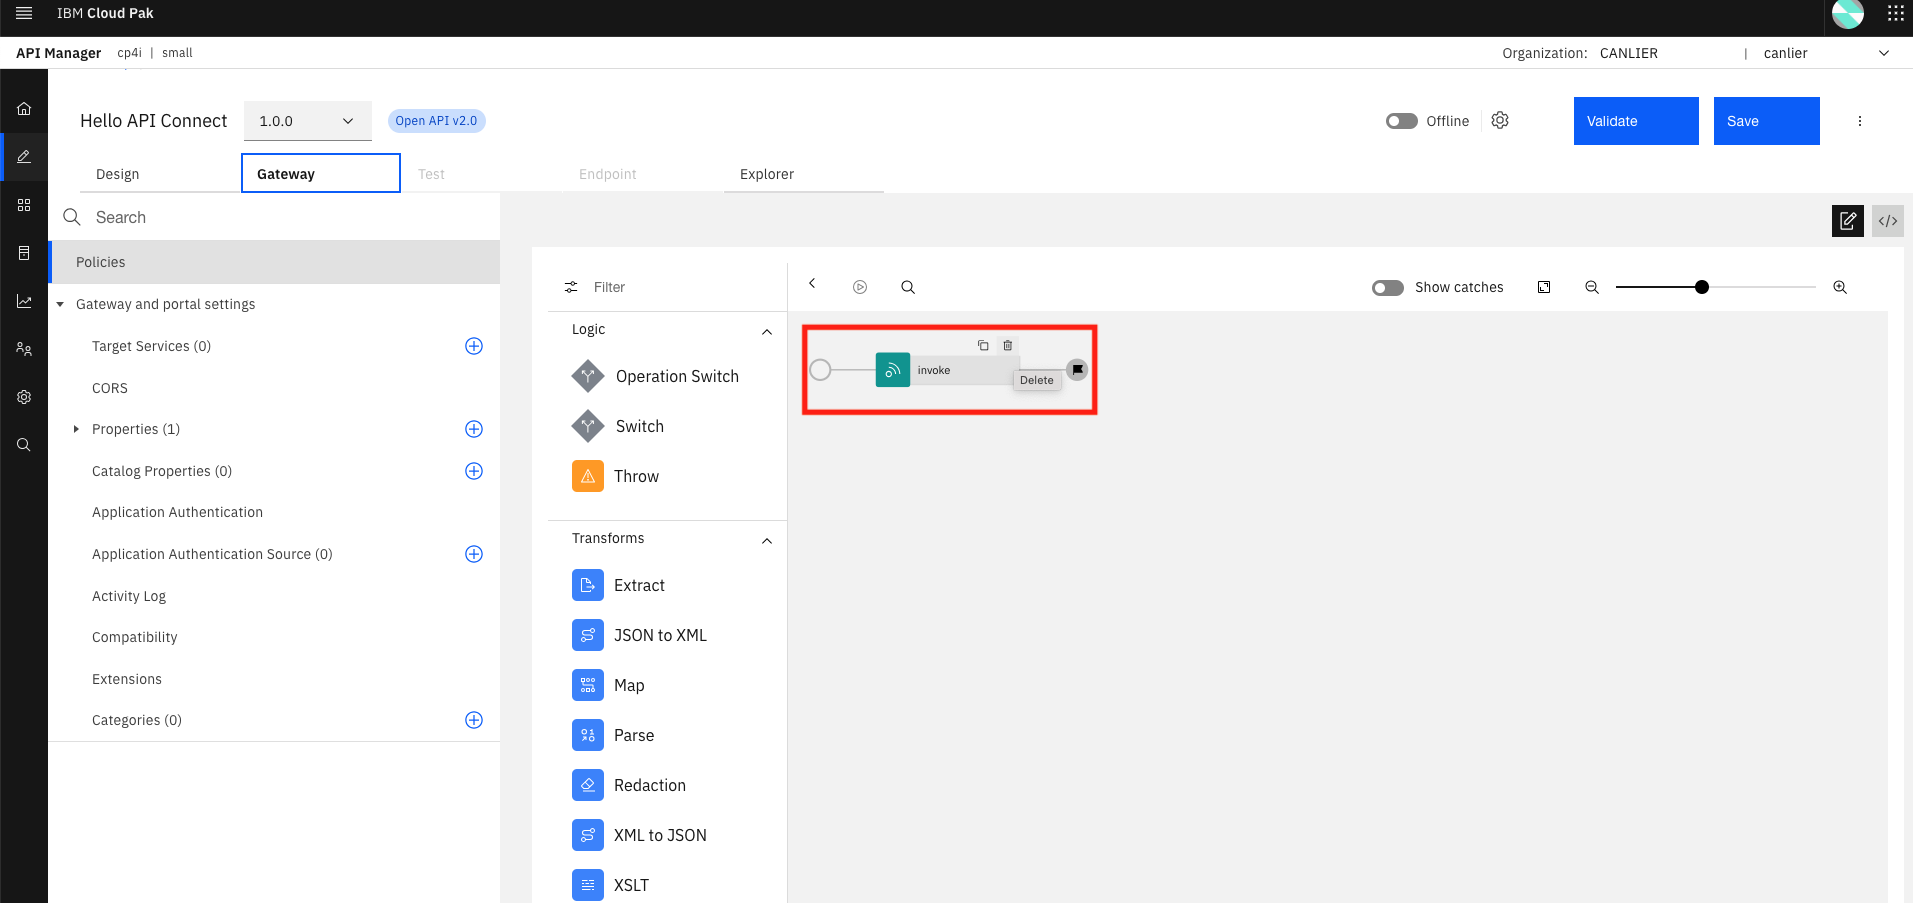 IBM Cloud Pak
API Manager cp4i | small
Organization: CANLIER | canlier
Hello API Connect
1.0.0
Open API v2.0
Offline
Validate
Save
Design
Gateway
Test
Endpoint
Explorer
Search
Policies
Gateway and portal settings
Target Services (0)
CORS
Properties (1)
Catalog Properties (0)
Application Authentication
Application Authentication Source (0)
Activity Log
Compatibility
Extensions
Categories (0)
Filter
Logic
Operation Switch
Switch
Throw
Transforms
Extract
JSON to XML
Map
Parse
Redaction
XML to JSON
XSLT
Show catches
invoke
Delete